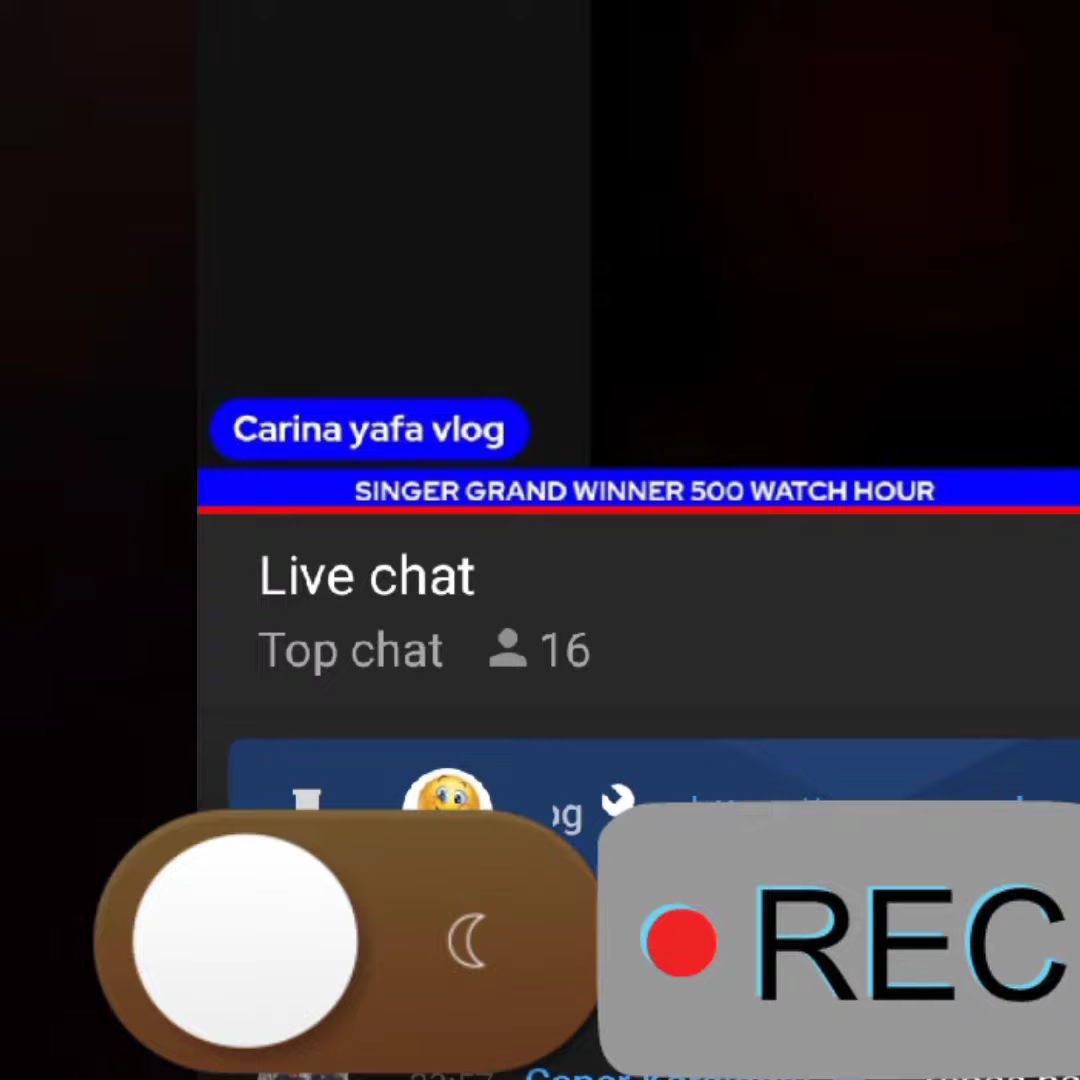 Carina yafa vlog
SINGER GRAND WINNER 500 WATCH HOUR
Live chat
Top chat 16
REC